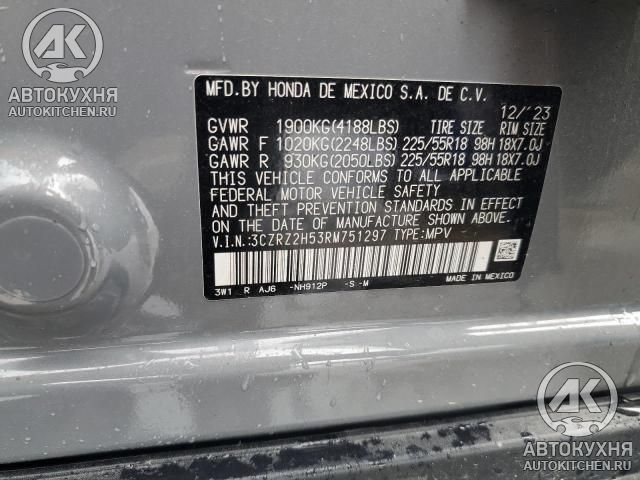 AK
АВТОКУХНЯ
AUTOKITCHEN.RU
MFD.BY HONDA DE MEXICO S.A. DE C.V.
12/'23
GVWR 1900KG(4188LBS) TIRE SIZE RIM SIZE
GAWR F 1020KG(2248LBS) 225/55R18 98H 18X7.0J
GAWR R 930KG(2050LBS) 225/55R18 98H 18X7.0J
THIS VEHICLE CONFORMS TO ALL APPLICABLE
FEDERAL MOTOR VEHICLE SAFETY
AND THEFT PREVENTION STANDARDS IN EFFECT
ON THE DATE OF MANUFACTURE SHOWN ABOVE.
V.I.N.:3CZRZ2H53RM751297 TYPE:MPV
3W1 R AJ6 -NH912P -S -M
MADE IN MEXICO
AK
АВТОКУХНЯ
AUTOKITCHEN.RU